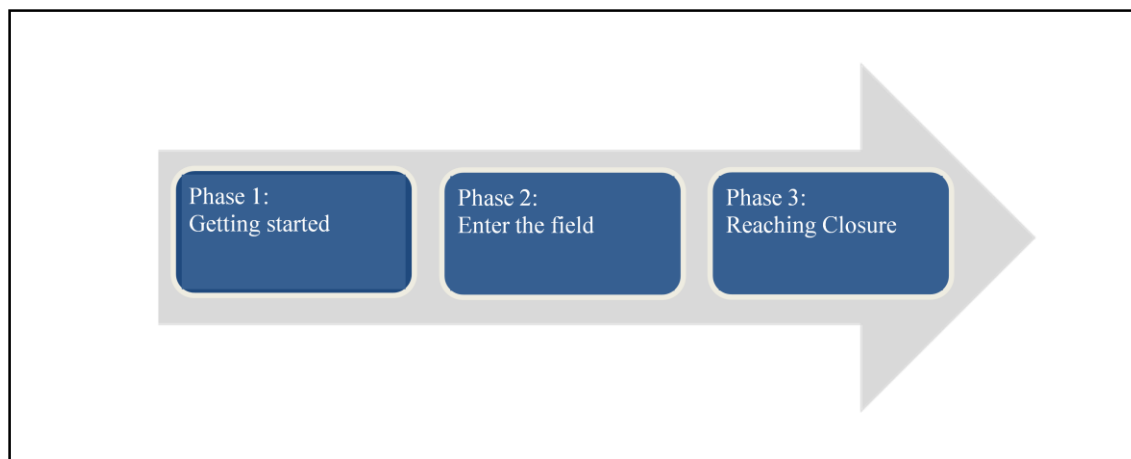 Phase 1:
Getting started
Phase 2:
Enter the field
Phase 3:
Reaching Closure